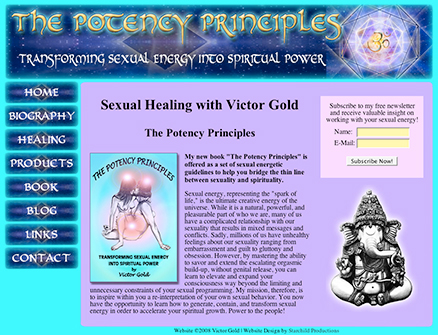 THE POTENCY PRINCIPLES
TRANSFORMING SEXUAL ENERGY INTO SPIRITUAL POWER
HOME
BIOGRAPHY
HEALING
PRODUCTS
BOOK
BLOG
LINKS
CONTACT
Sexual Healing with Victor Gold
The Potency Principles
THE POTENCY PRINCIPLES
TRANSFORMING SEXUAL ENERGY
INTO SPIRITUAL POWER
by
Victor Gold
My new book "The Potency Principles" is
offered as a set of sexual energetic
guidelines to help you bridge the thin line
between sexuality and spirituality.
Sexual energy, representing the "spark of
life," is the ultimate creative energy of the
universe. While it is a natural, powerful, and
pleasurable part of who we are, many of us
have a complicated relationship with our
sexuality that results in mixed messages and
conflicts. Sadly, millions of us have unhealthy
feelings about our sexuality ranging from
embarrassment and guilt to gluttony and
obsession. However, by mastering the ability
to savor and extend the escalating orgasmic
build-up, without genital release, you can
learn to elevate and expand your
consciousness way beyond the limiting and
unnecessary constraints of your sexual programming. My mission, therefore, is
to inspire within you a re-interpretation of your own sexual behavior. You now
have the opportunity to learn how to generate, contain, and transform sexual
energy in order to accelerate your spiritual growth. Power to the people!
Subscribe to my free newsletter
and receive valuable insight on
working with your sexual energy!
Name:
E-Mail:
Subscribe Now!
Website ©2008 Victor Gold | Website Design by Starchild Productions